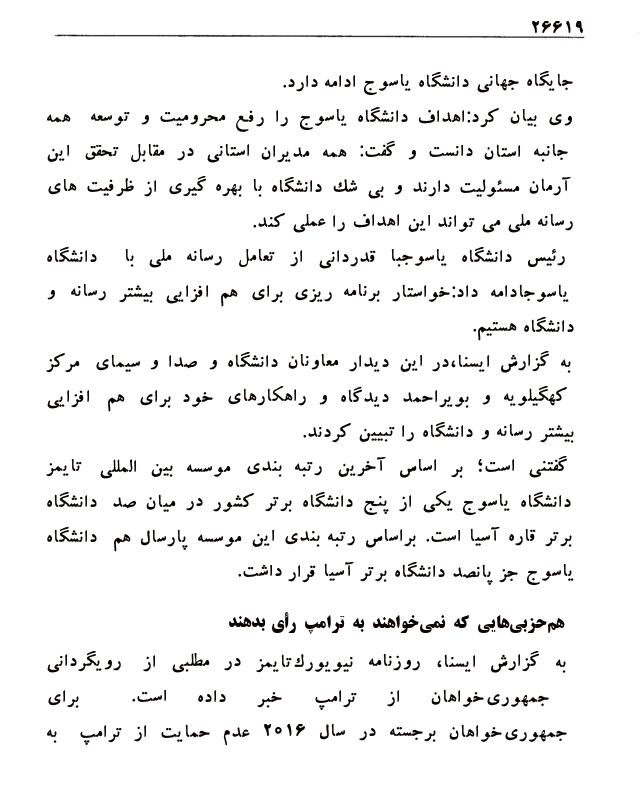 ۲۶۶۱۹
جایگاه جهانی دانشگاه یاسوج ادامه دارد.
وی بیان کرد:اهداف دانشگاه یاسوج را رفع محرومیت و توسعه همه
جانبه استان دانست و گفت: همه مدیران استانی در مقابل تحقق این
آرمان مسئولیت دارند و بی شك دانشگاه با بهره گیری از ظرفیت های
رسانه ملی می تواند این اهداف را عملی کند.
رئیس دانشگاه یاسوجبا قدردانی از تعامل رسانه ملی با دانشگاه
یاسوجادامه داد:خواستار برنامه ریزی برای هم افزایی بیشتر رسانه و
دانشگاه هستیم.
به گزارش ایسنا،در این دیدار معاونان دانشگاه و صدا و سیمای مرکز
کهگیلویه و بویراحمد دیدگاه و راهکارهای خود برای هم افزایی
بیشتر رسانه و دانشگاه را تبیین کردند.
گفتنی است؛ بر اساس آخرین رتبه بندی موسسه بین المللی تایمز
دانشگاه یاسوج یکی از پنج دانشگاه برتر کشور در میان صد دانشگاه
برتر قاره آسیا است. براساس رتبه بندی این موسسه پارسال هم دانشگاه
یاسوج جز پانصد دانشگاه برتر آسیا قرار داشت.
هم‌حزبی‌هایی که نمی‌خواهند به ترامپ رأی بدهند
به گزارش ایسنا، روزنامه نیویورك‌تایمز در مطلبی از رویگردانی
جمهوری‌خواهان از ترامپ خبر داده است. برای
جمهوری‌خواهان برجسته در سال ۲۰۱۶ عدم حمایت از ترامپ به